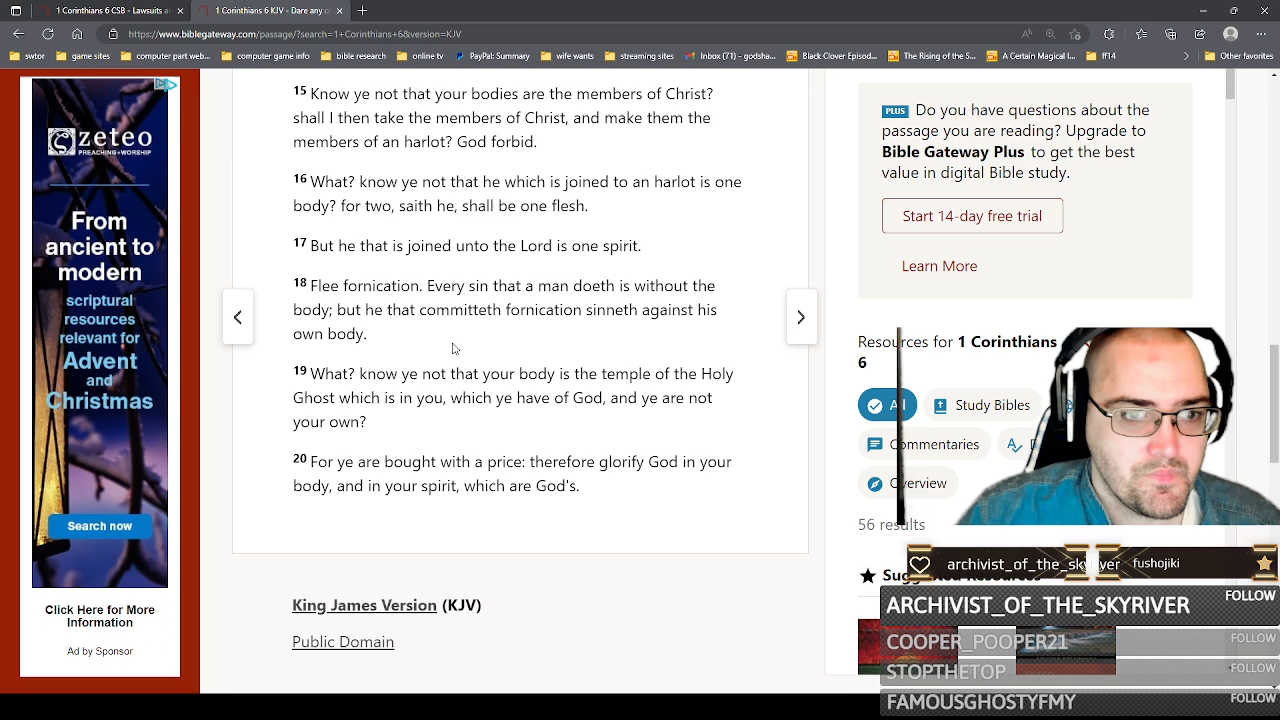 1 Corinthians 6 CSB - Lawsuits a
1 Corinthians 6 KJV - Dare any o
https://www.biblegateway.com/passage/?search=1+Corinthians+6&version=KJV
swtor
game sites
computer part web...
computer game info
bible research
online tv
PayPal: Summary
wife wants
streaming sites
Inbox (71) - godsha...
Black Clover Episod...
The Rising of the S...
A Certain Magical I...
ff14
Other favorites
zeteo
PREACHING+WORSHIP
From
ancient to
modern
scriptural
resources
relevant for
Advent
and
Christmas
Search now
Click Here for More
Information
Ad by Sponsor
15 Know ye not that your bodies are the members of Christ?
shall I then take the members of Christ, and make them the
members of an harlot? God forbid.
16 What? know ye not that he which is joined to an harlot is one
body? for two, saith he, shall be one flesh.
17 But he that is joined unto the Lord is one spirit.
18 Flee fornication. Every sin that a man doeth is without the
body; but he that committeth fornication sinneth against his
own body.
19 What? know ye not that your body is the temple of the Holy
Ghost which is in you, which ye have of God, and ye are not
your own?
20 For ye are bought with a price: therefore glorify God in your
body, and in your spirit, which are God's.
King James Version (KJV)
Public Domain
PLUS Do you have questions about the
passage you are reading? Upgrade to
Bible Gateway Plus to get the best
value in digital Bible study.
Start 14-day free trial
Learn More
Resources for 1 Corinthians
6
Study Bibles
Commentaries
Overview
56 results
archivist_of_the_skyriver
fushojiki
ARCHIVIST_OF_THE_SKYRIVER FOLLOW
COOPER_POOPER21 FOLLOW
STOPTHETOP FOLLOW
FAMOUSGHOSTYFMY FOLLOW